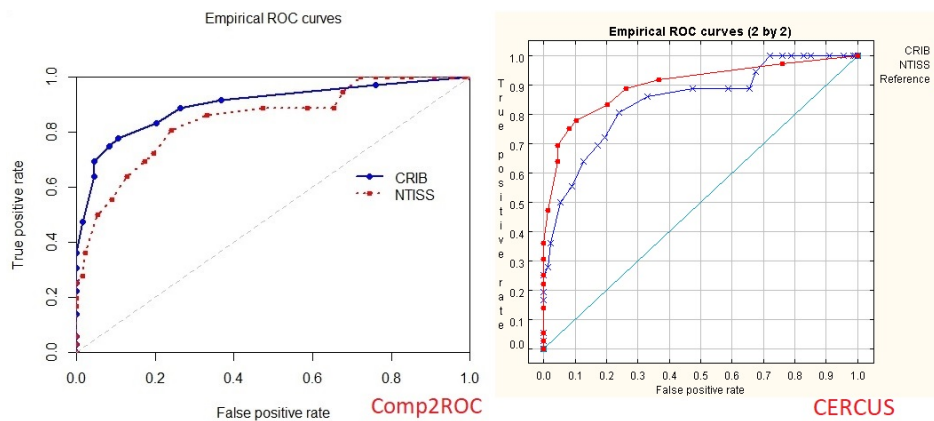 Empirical ROC curves
True positive rate
1.0
0.8
0.6
0.4
0.2
0.0
CRIB
NTISS
0.0 0.2 0.4 0.6 0.8 1.0
False positive rate
Comp2ROC
Empirical ROC curves (2 by 2)
CRIB
NTISS
Reference
True positive rate
1.0
0.9
0.8
0.7
0.6
0.5
0.4
0.3
0.2
0.1
0.0
0.0 0.1 0.2 0.3 0.4 0.5 0.6 0.7 0.8 0.9 1.0
False positive rate
CERCUS